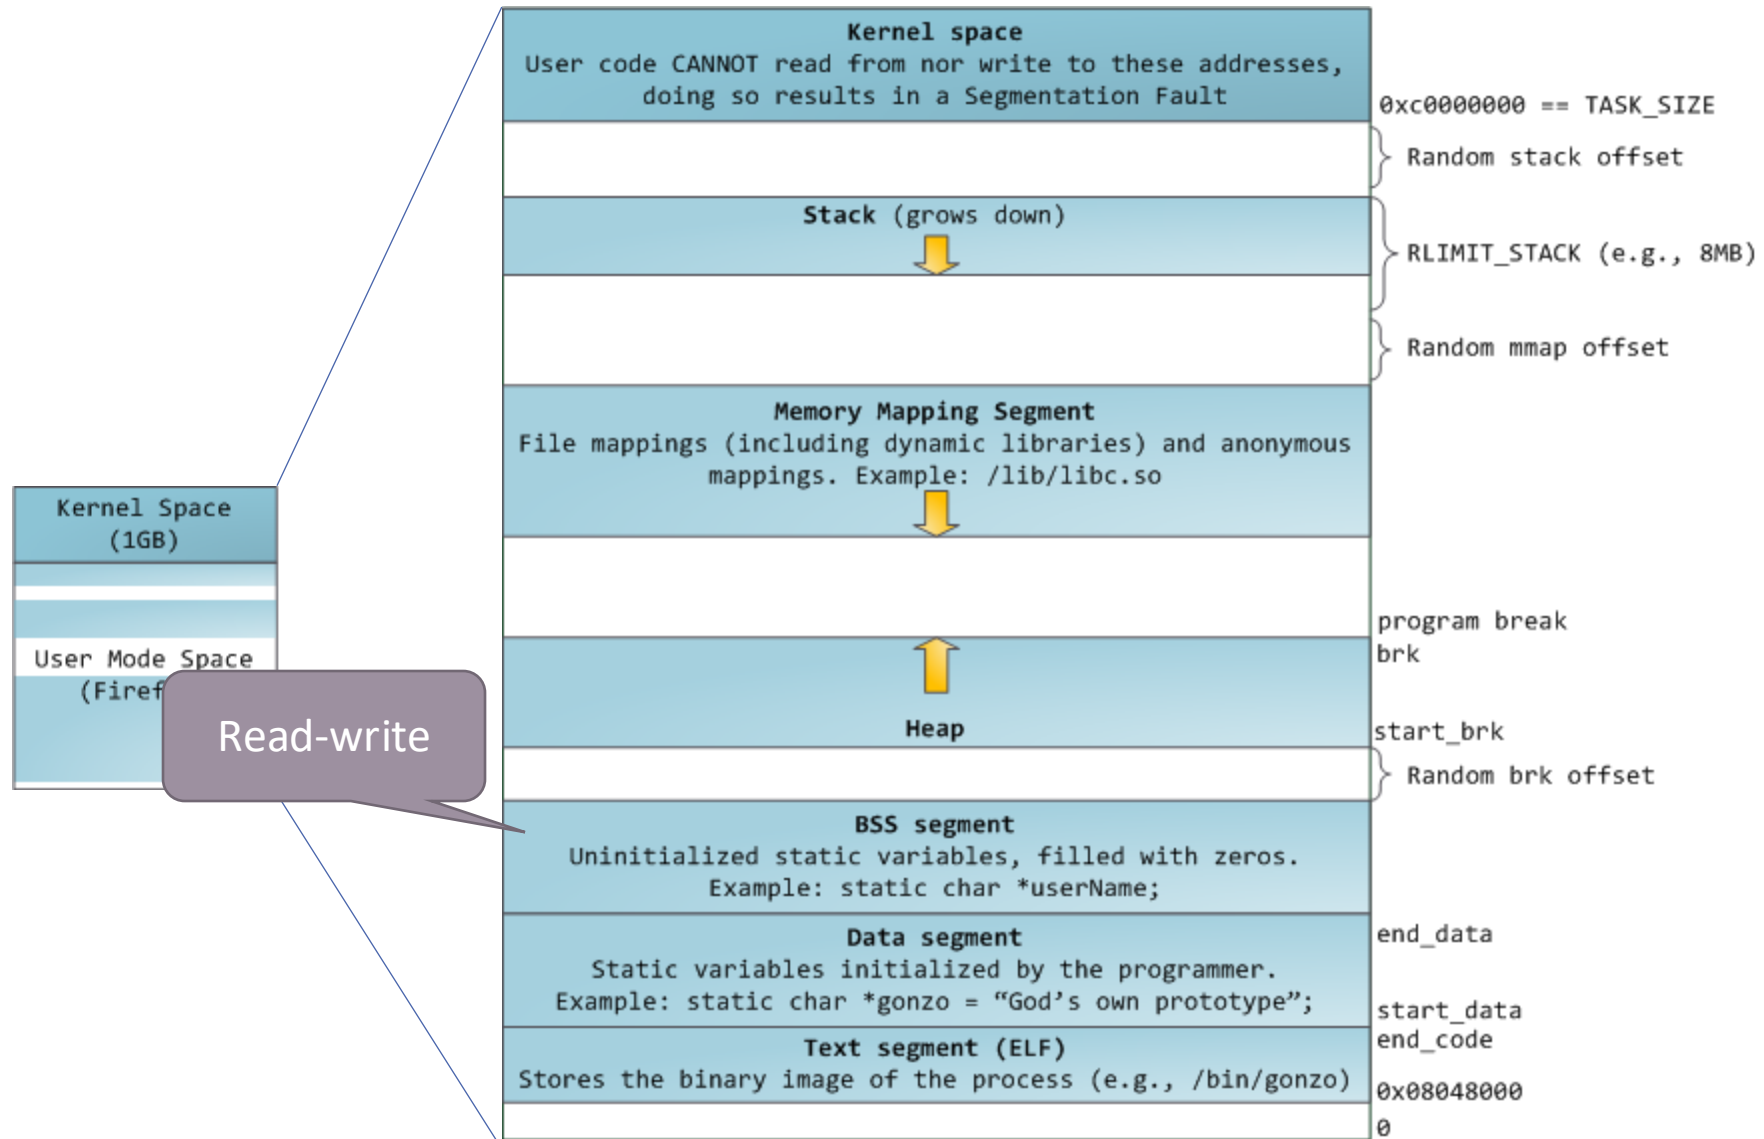 Kernel space
User code CANNOT read from nor write to these addresses,
doing so results in a Segmentation Fault
0xc0000000 == TASK_SIZE
Random stack offset
Stack (grows down)
RLIMIT_STACK (e.g., 8MB)
Random mmap offset
Memory Mapping Segment
File mappings (including dynamic libraries) and anonymous
mappings. Example: /lib/libc.so
Kernel Space
(1GB)
User Mode Space
(Firef
Read-write
program break
brk
Heap
start_brk
Random brk offset
BSS segment
Uninitialized static variables, filled with zeros.
Example: static char *userName;
Data segment
Static variables initialized by the programmer.
Example: static char *gonzo = “God’s own prototype”;
end_data
start_data
end_code
Text segment (ELF)
Stores the binary image of the process (e.g., /bin/gonzo)
0x08048000
0